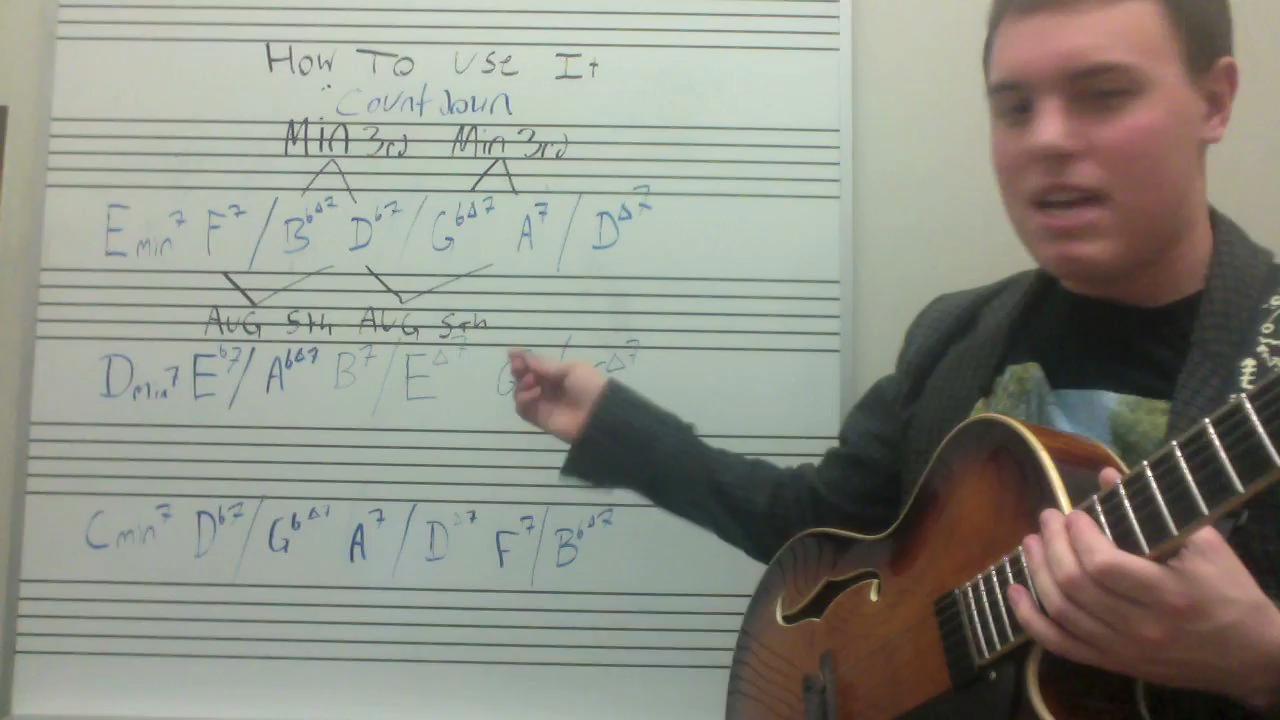 How To Use It
Countdown
Min 3rd Min 3rd
Emin7 F7 / Bb∆7 Db7 / Gb∆7 A7 / D∆7
AUG 5th AUG 5th
Dmin7 Eb7 / Ab∆7 B7 / E∆7 G / ∆7
Cmin7 Db7 / Gb∆7 A7 / D∆7 F7 / Bb∆7